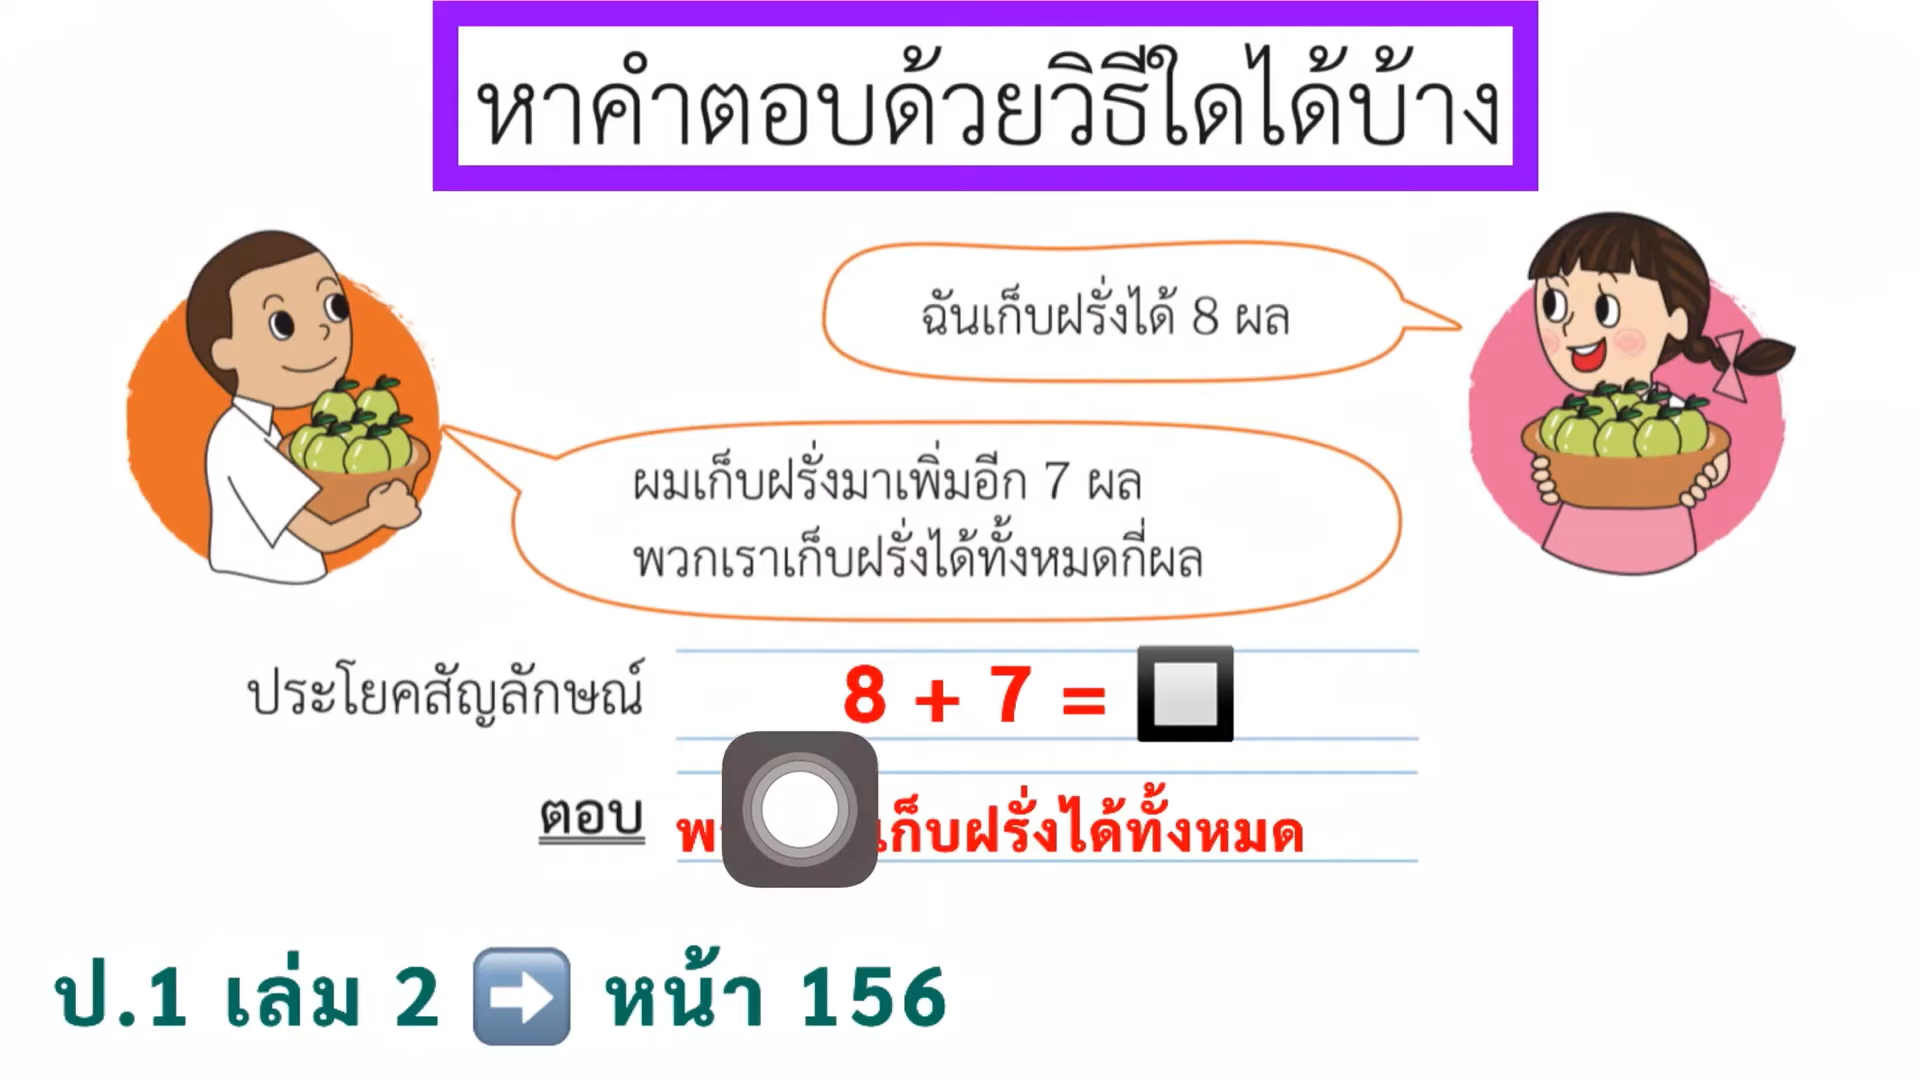 หาคำตอบด้วยวิธีใดได้บ้าง
ฉันเก็บฝรั่งได้ 8 ผล
ผมเก็บฝรั่งมาเพิ่มอีก 7 ผล
พวกเราเก็บฝรั่งได้ทั้งหมดกี่ผล
ประโยคสัญลักษณ์ 8 + 7 =
ตอบ เก็บฝรั่งได้ทั้งหมด
ป.1 เล่ม 2 ➡ หน้า 156